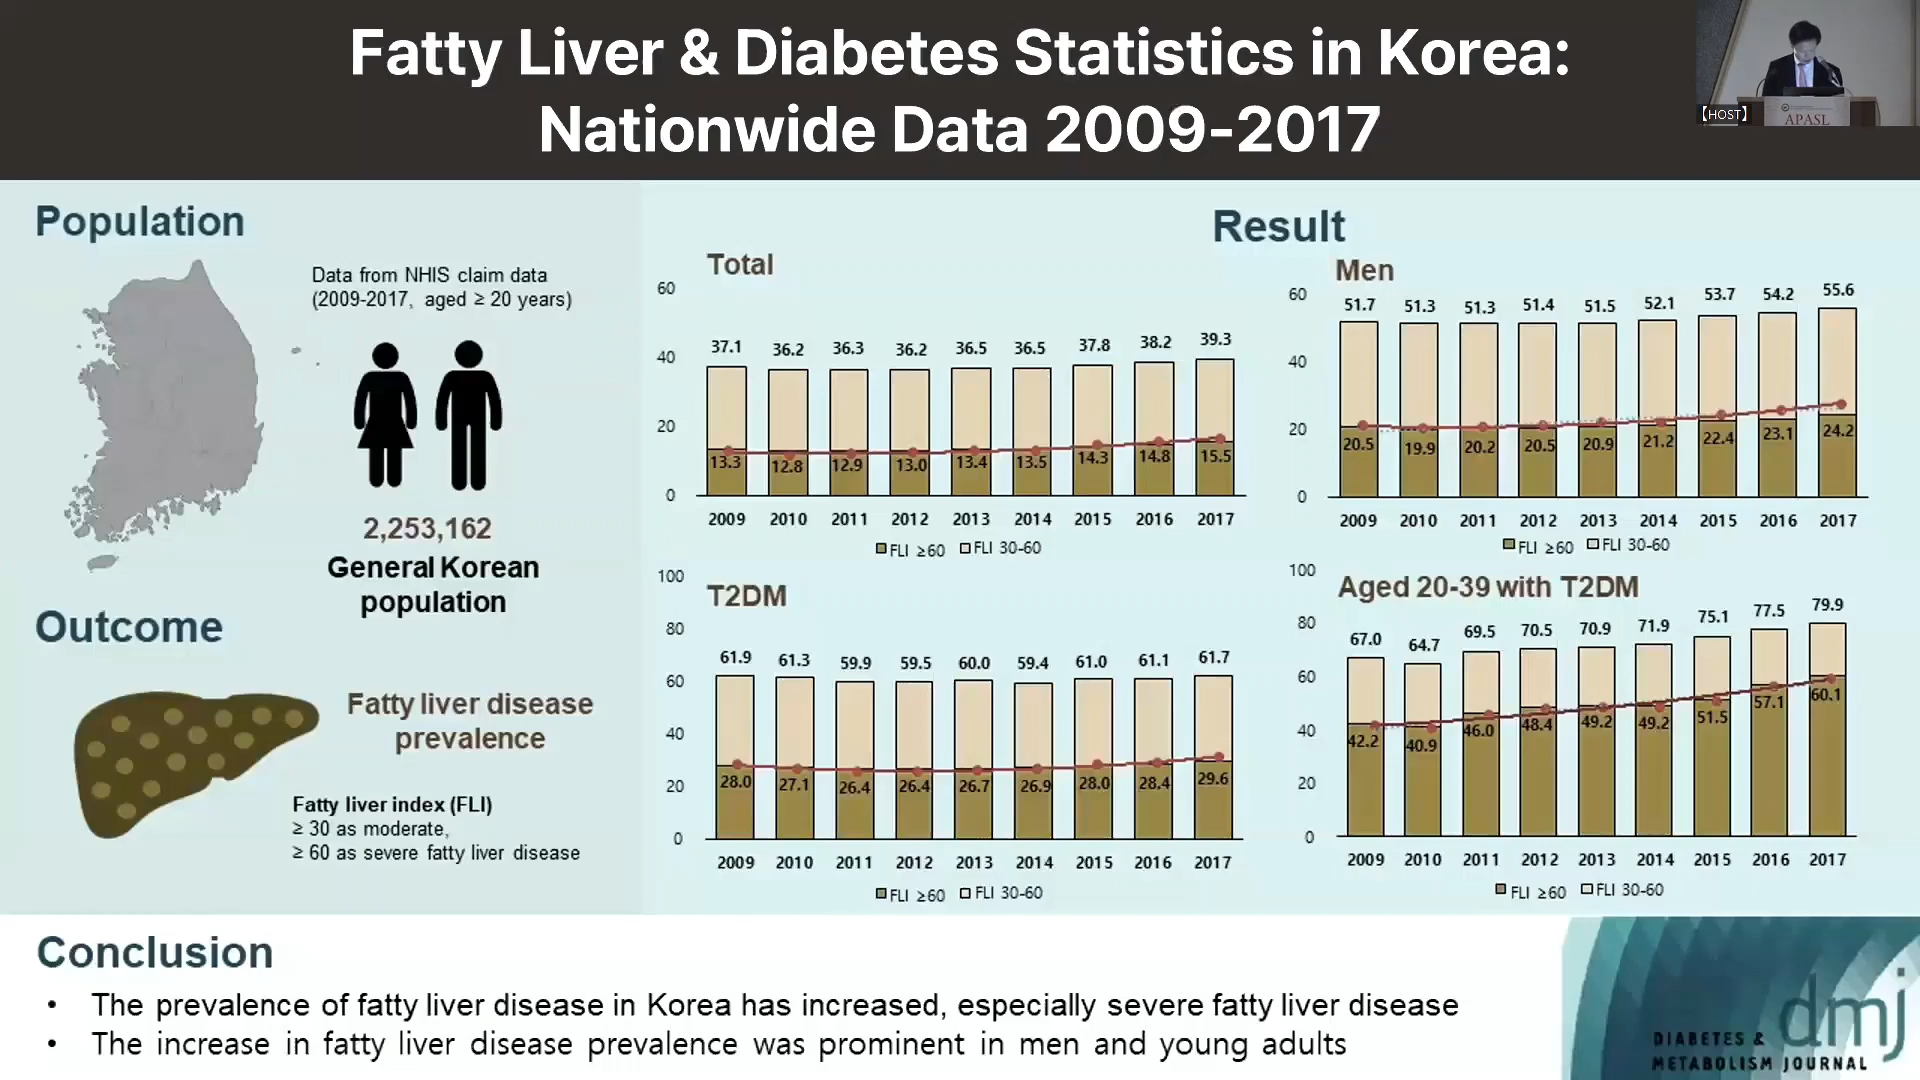 Fatty Liver & Diabetes Statistics in Korea:
Nationwide Data 2009-2017
【HOST】
APASL
Population
Data from NHIS claim data
(2009-2017, aged ≥ 20 years)
2,253,162
General Korean
population
Outcome
Fatty liver disease
prevalence
Fatty liver index (FLI)
≥ 30 as moderate,
≥ 60 as severe fatty liver disease
Result
Total
60
40
20
0
37.1 36.2 36.3 36.2 36.5 36.5 37.8 38.2 39.3
13.3 12.8 12.9 13.0 13.4 13.5 14.3 14.8 15.5
2009 2010 2011 2012 2013 2014 2015 2016 2017
FLI ≥60 FLI 30-60
Men
60
40
20
0
51.7 51.3 51.3 51.4 51.5 52.1 53.7 54.2 55.6
20.5 19.9 20.2 20.5 20.9 21.2 22.4 23.1 24.2
2009 2010 2011 2012 2013 2014 2015 2016 2017
FLI ≥60 FLI 30-60
T2DM
100
80
60
40
20
0
61.9 61.3 59.9 59.5 60.0 59.4 61.0 61.1 61.7
28.0 27.1 26.4 26.4 26.7 26.9 28.0 28.4 29.6
2009 2010 2011 2012 2013 2014 2015 2016 2017
FLI ≥60 FLI 30-60
Aged 20-39 with T2DM
100
80
60
40
20
0
67.0 64.7 69.5 70.5 70.9 71.9 75.1 77.5 79.9
42.2 40.9 46.0 48.4 49.2 49.2 51.5 57.1 60.1
2009 2010 2011 2012 2013 2014 2015 2016 2017
FLI ≥60 FLI 30-60
Conclusion
• The prevalence of fatty liver disease in Korea has increased, especially severe fatty liver disease
• The increase in fatty liver disease prevalence was prominent in men and young adults
dmj
DIABETES &
METABOLISM JOURNAL